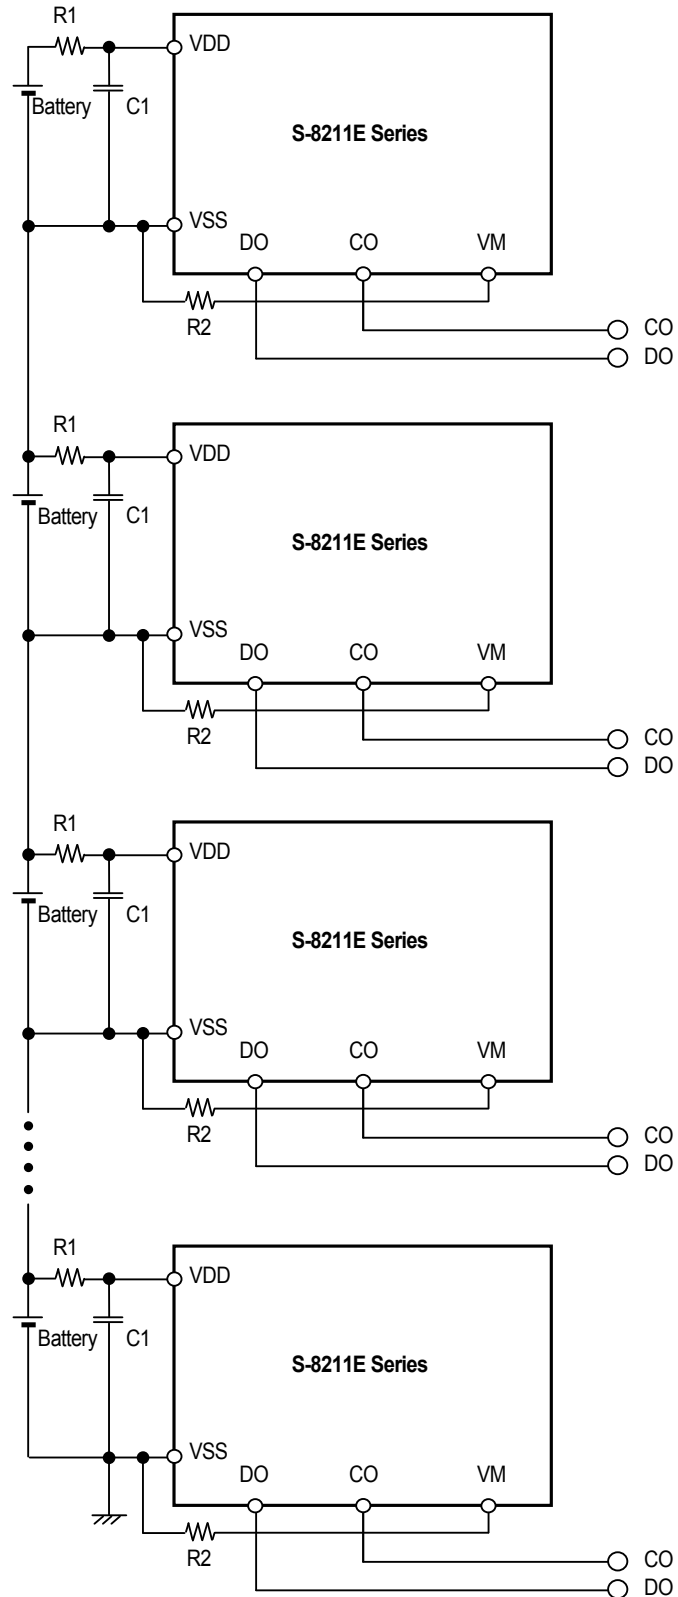 R1
VDD
Battery
C1
S-8211E Series
VSS
DO
CO
VM
R2
CO
DO
R1
VDD
Battery
C1
S-8211E Series
VSS
DO
CO
VM
R2
CO
DO
R1
VDD
Battery
C1
S-8211E Series
VSS
DO
CO
VM
R2
CO
DO
R1
VDD
Battery
C1
S-8211E Series
VSS
DO
CO
VM
R2
CO
DO